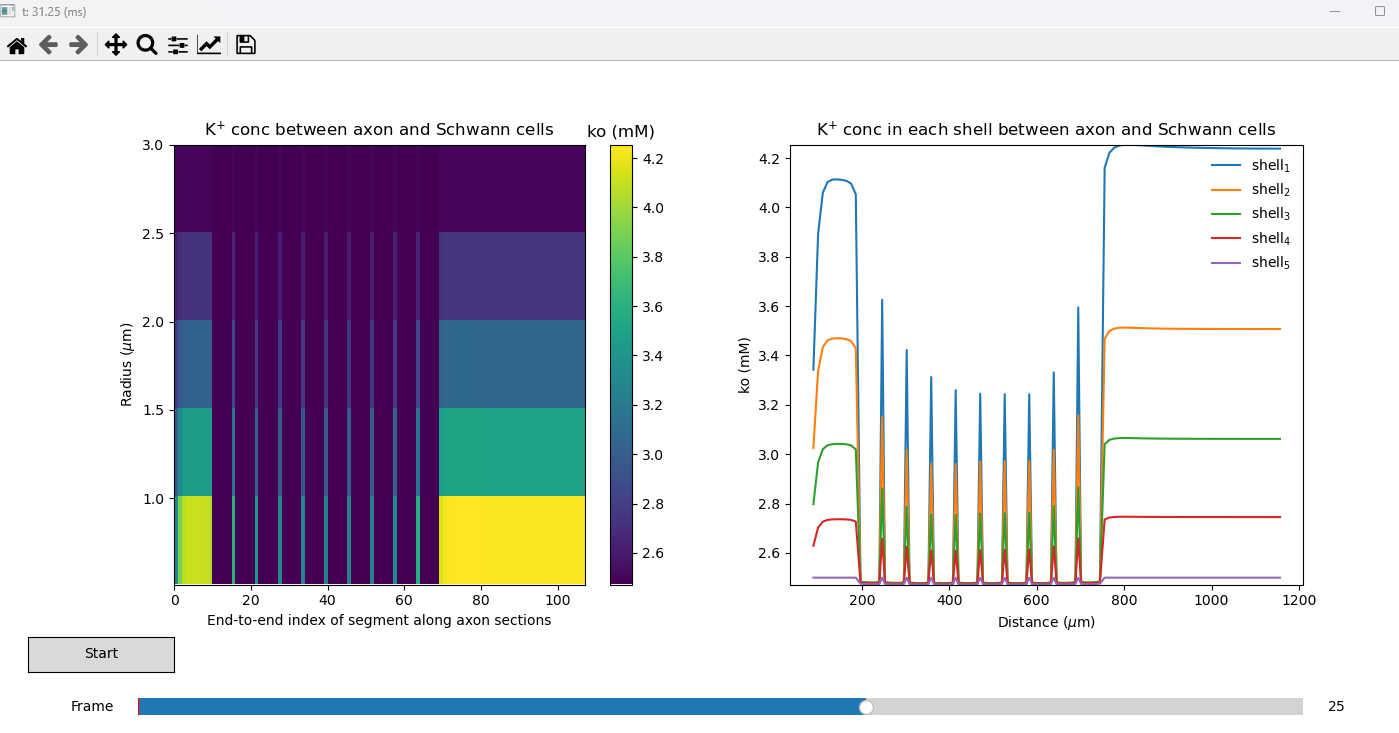 t: 31.25 (ms)
K+ conc between axon and Schwann cells
ko (mM)
3.0
2.5
2.0
1.5
1.0
Radius (μm)
0 20 40 60 80 100
End-to-end index of segment along axon sections
4.2
4.0
3.8
3.6
3.4
3.2
3.0
2.8
2.6
K+ conc in each shell between axon and Schwann cells
4.2
4.0
3.8
3.6
3.4
3.2
3.0
2.8
2.6
ko (mM)
shell1
shell2
shell3
shell4
shell5
200 400 600 800 1000 1200
Distance (μm)
Start
Frame 25